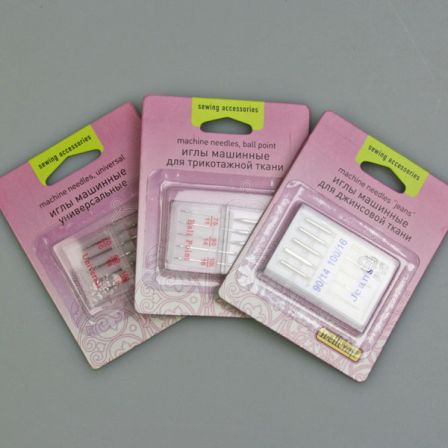 sewing accessories
machine needles, universal
иглы машинные
универсальные
Universal
sewing accessories
machine needles, ball point
иглы машинные
для трикотажной ткани
Ball Point
sewing accessories
machine needles "jeans"
иглы машинные
для джинсовой ткани
90/14 100/16
Jeans